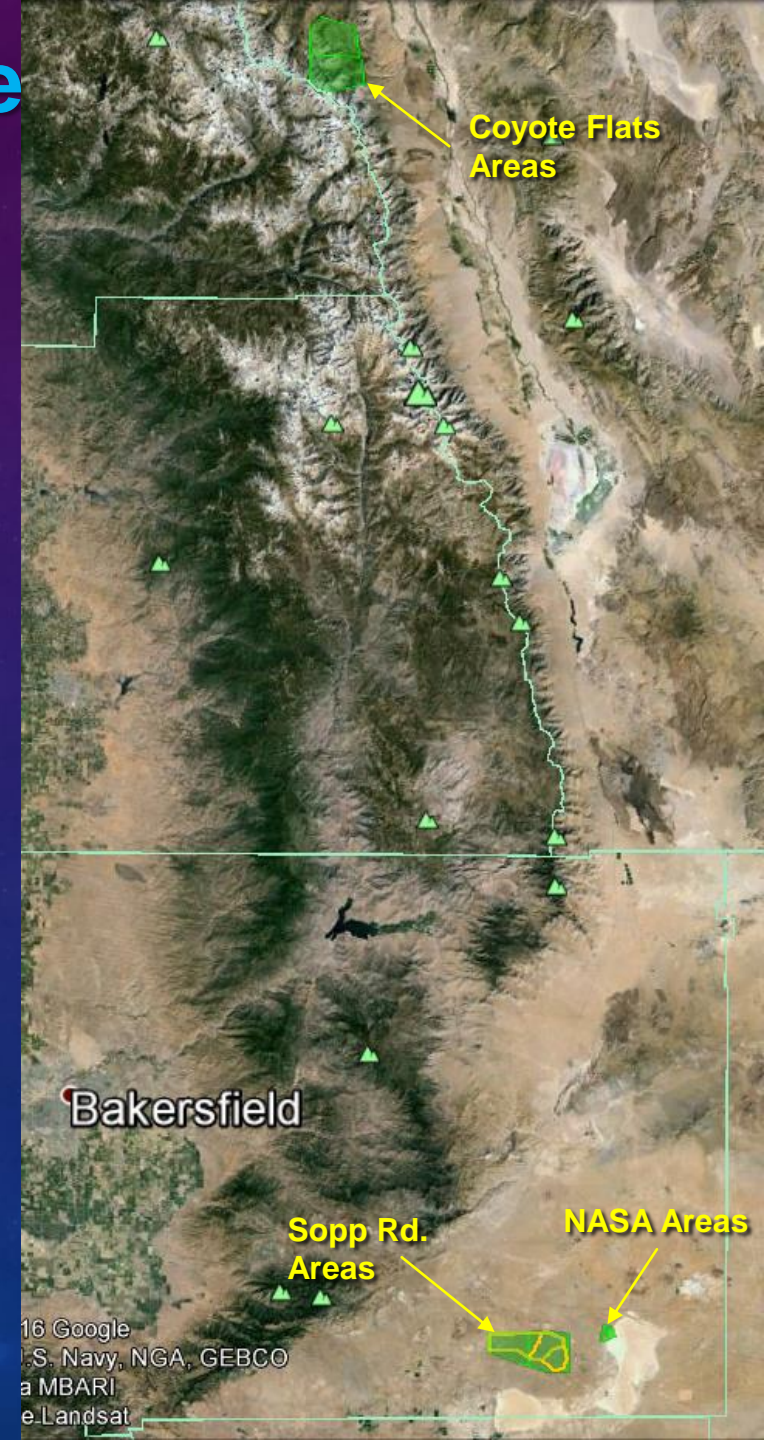 e
Coyote Flats
Areas
Bakersfield
Sopp Rd.
Areas
NASA Areas
16 Google
.S. Navy, NGA, GEBCO
a MBARI
e Landsat